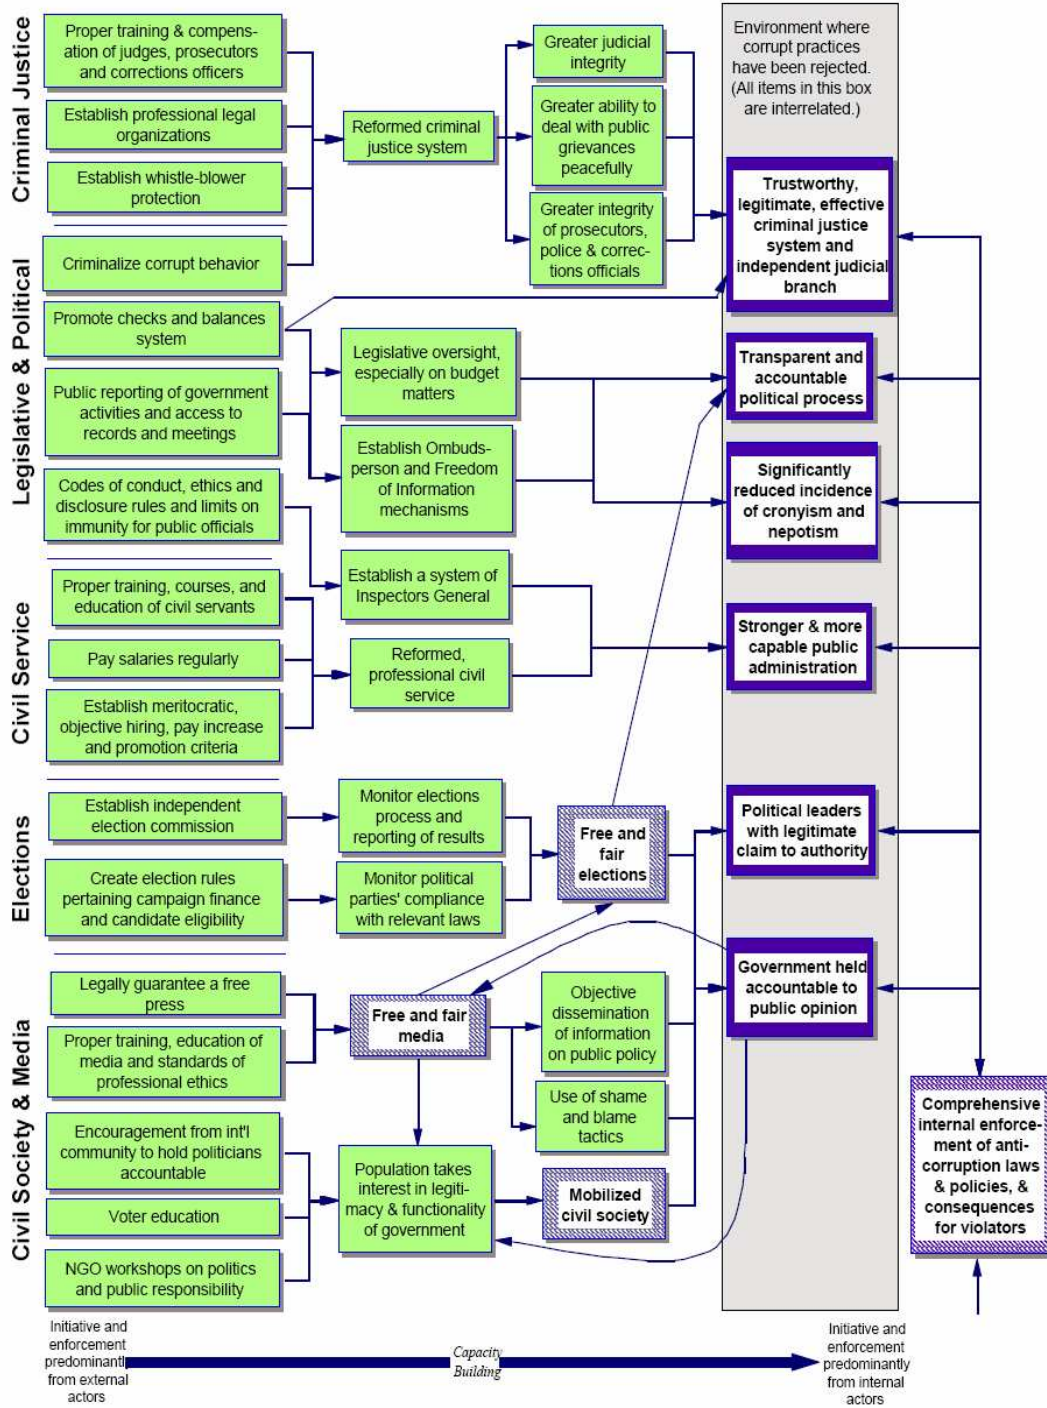 Criminal Justice
Proper training & compens-
ation of judges, prosecutors
and corrections officers
Establish professional legal
organizations
Establish whistle-blower
protection
Reformed criminal
justice system
Greater judicial
integrity
Greater ability to
deal with public
grievances
peacefully
Greater integrity
of prosecutors,
police & correc-
tions officials
Environment where
corrupt practices
have been rejected.
(All items in this box
are interrelated.)
Trustworthy,
legitimate, effective
criminal justice
system and
independent judicial
branch
Legislative & Political
Criminalize corrupt behavior
Promote checks and balances
system
Public reporting of government
activities and access to
records and meetings
Codes of conduct, ethics and
disclosure rules and limits on
immunity for public officials
Legislative oversight,
especially on budget
matters
Establish Ombuds-
person and Freedom
of Information
mechanisms
Transparent and
accountable
political process
Significantly
reduced incidence
of cronyism and
nepotism
Civil Service
Proper training, courses, and
education of civil servants
Pay salaries regularly
Establish meritocratic,
objective hiring, pay increase
and promotion criteria
Establish a system of
Inspectors General
Reformed,
professional civil
service
Stronger & more
capable public
administration
Elections
Establish independent
election commission
Create election rules
pertaining campaign finance
and candidate eligibility
Monitor elections
process and
reporting of results
Monitor political
parties' compliance
with relevant laws
Free and
fair
elections
Political leaders
with legitimate
claim to authority
Civil Society & Media
Legally guarantee a free
press
Proper training, education of
media and standards of
professional ethics
Encouragement from int'l
community to hold politicians
accountable
Voter education
NGO workshops on politics
and public responsibility
Free and fair
media
Population takes
interest in legiti-
macy & functionality
of government
Objective
dissemination
of information
on public policy
Use of shame
and blame
tactics
Mobilized
civil society
Government held
accountable to
public opinion
Comprehensive
internal enforce-
ment of anti-
corruption laws
& policies, &
consequences
for violators
Initiative and
enforcement
predominantl
from external
actors
Capacity
Building
Initiative and
enforcement
predominantly
from internal
actors